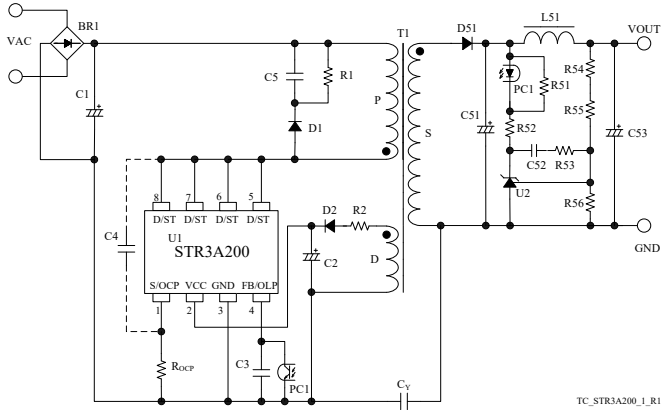 BR1
VAC
C1
C5
R1
D1
P
T1
S
D51
L51
VOUT
PC1
R51
R54
R55
C51
R52
C52
R53
C53
U2
R56
GND
C4
8
7
6
5
D/ST
D/ST
D/ST
D/ST
U1
STR3A200
S/OCP
VCC
GND
FB/OLP
1
2
3
4
D2
R2
C2
D
ROCP
C3
PC1
CY
TC_STR3A200_1_R1